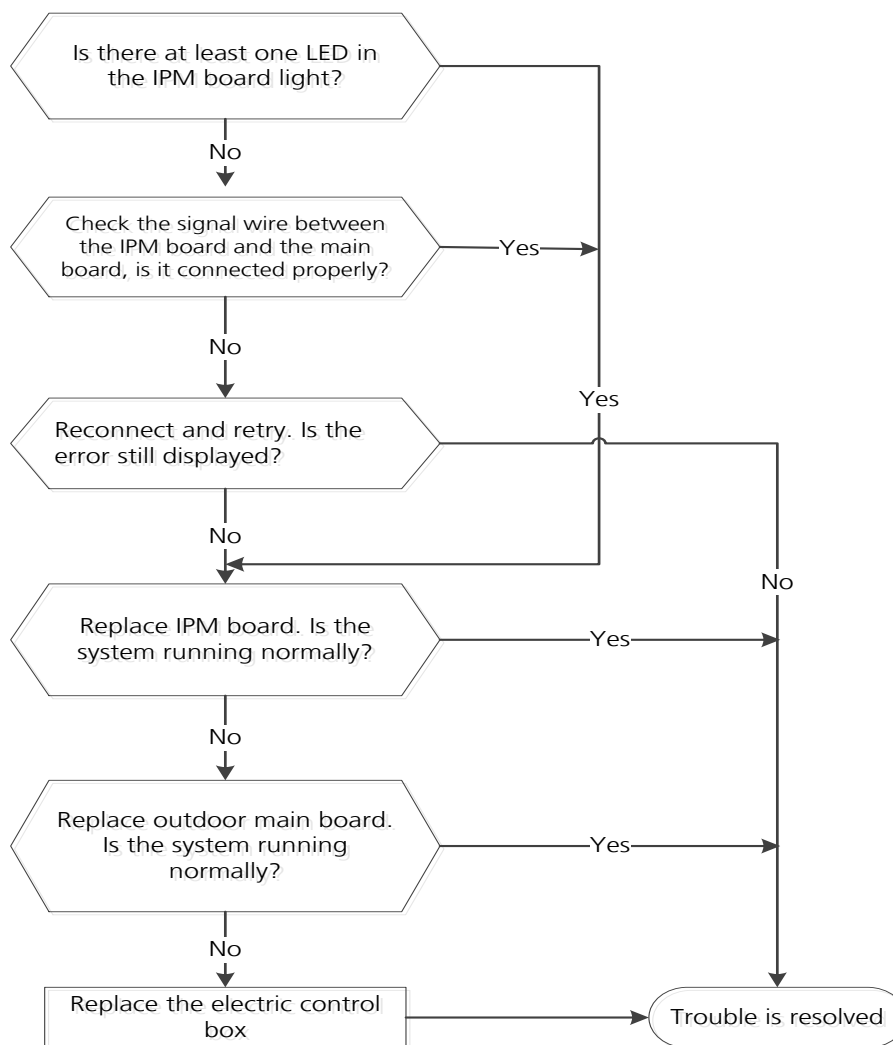 Is there at least one LED in
the IPM board light?
No
Check the signal wire between
the IPM board and the main
board, is it connected properly?
Yes
No
Yes
Reconnect and retry. Is the
error still displayed?
No
No
Replace IPM board. Is the
system running normally?
Yes
No
Replace outdoor main board.
Is the system running
normally?
Yes
No
Replace the electric control
box
Trouble is resolved